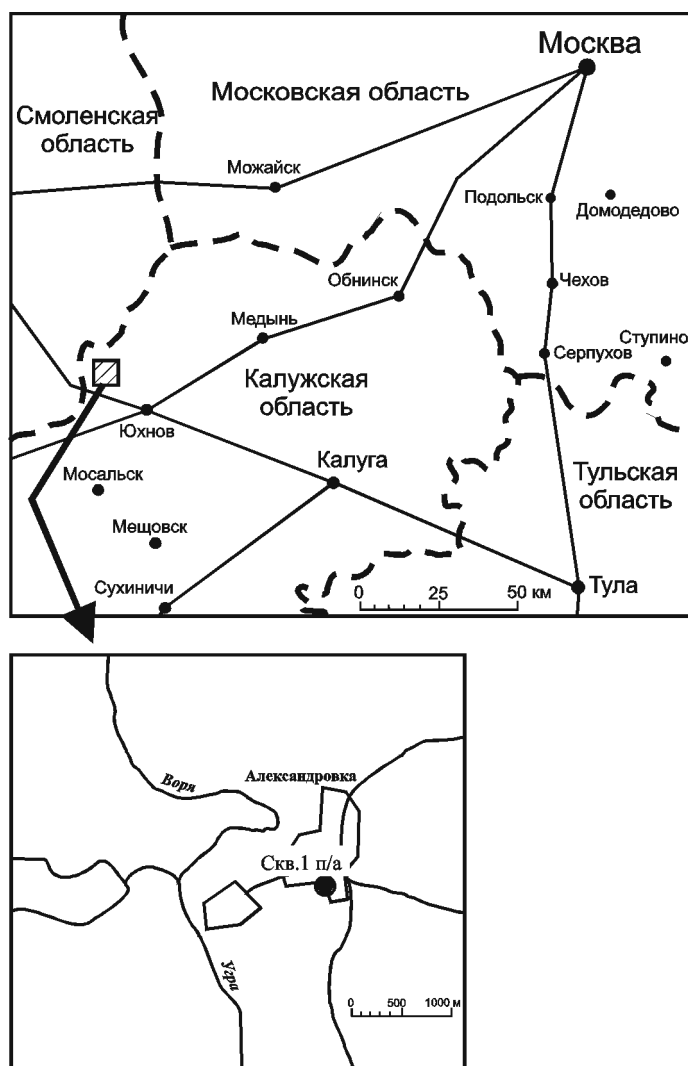 Москва
Московская область
Смоленская
область
Можайск
Подольск
Домодедово
Обнинск
Чехов
Медынь
Серпухов
Ступино
Калужская
область
Юхнов
Калуга
Мосальск
Тульская
область
Мещовск
Сухиничи
0 25 50 км
Тула
Воря
Александровка
Скв.1 п/а
Угра
0 500 1000 м